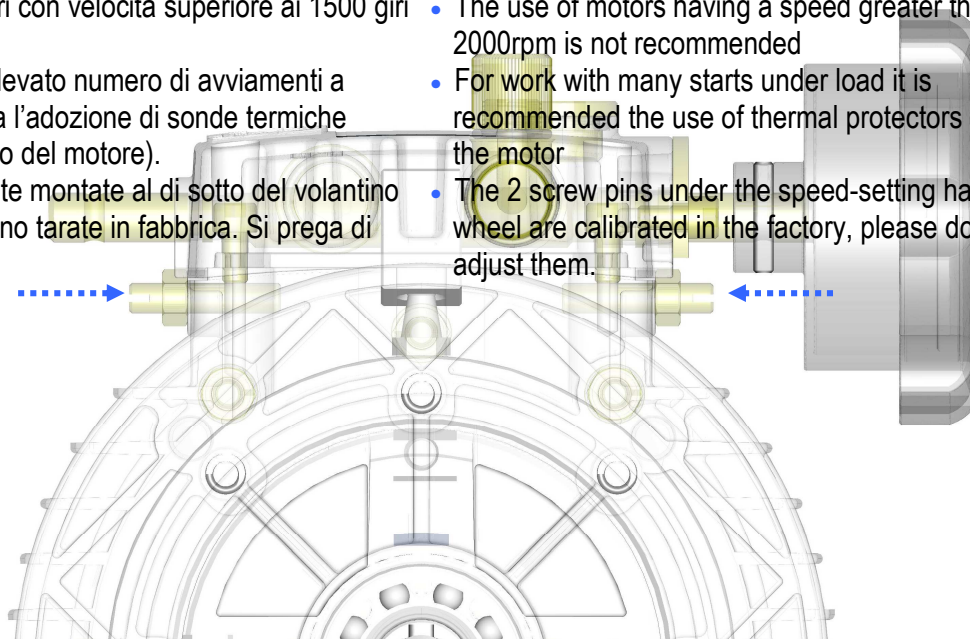 con velocità superiore ai 1500 giri
levato numero di avviamenti a
l'adozione di sonde termiche
del motore).
te montate al di sotto del volantino
no tarate in fabbrica. Si prega di
• The use of motors having a speed greater
2000rpm is not recommended
• For work with many starts under load it is
recommended the use of thermal protectors
the motor
• The 2 screw pins under the speed-setting
wheel are calibrated in the factory, please do
adjust them.